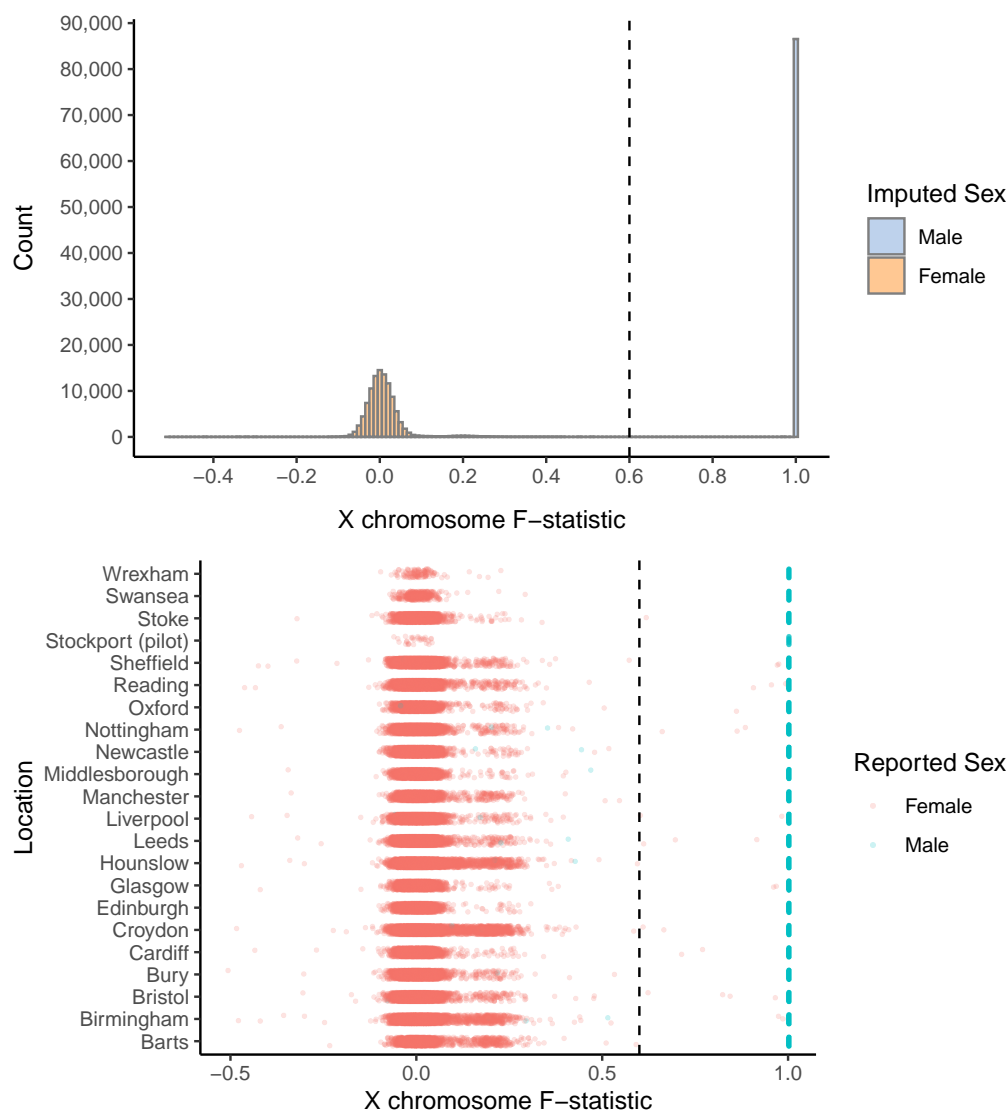 90,000
80,000
70,000
60,000
50,000
40,000
30,000
20,000
10,000
0
Count
−0.4 −0.2 0.0 0.2 0.4 0.6 0.8 1.0
X chromosome F−statistic
Imputed Sex
Male
Female
Wrexham
Swansea
Stoke
Stockport (pilot)
Sheffield
Reading
Oxford
Nottingham
Newcastle
Middlesborough
Manchester
Liverpool
Leeds
Hounslow
Glasgow
Edinburgh
Croydon
Cardiff
Bury
Bristol
Birmingham
Barts
Location
−0.5 0.0 0.5 1.0
X chromosome F−statistic
Reported Sex
Female
Male